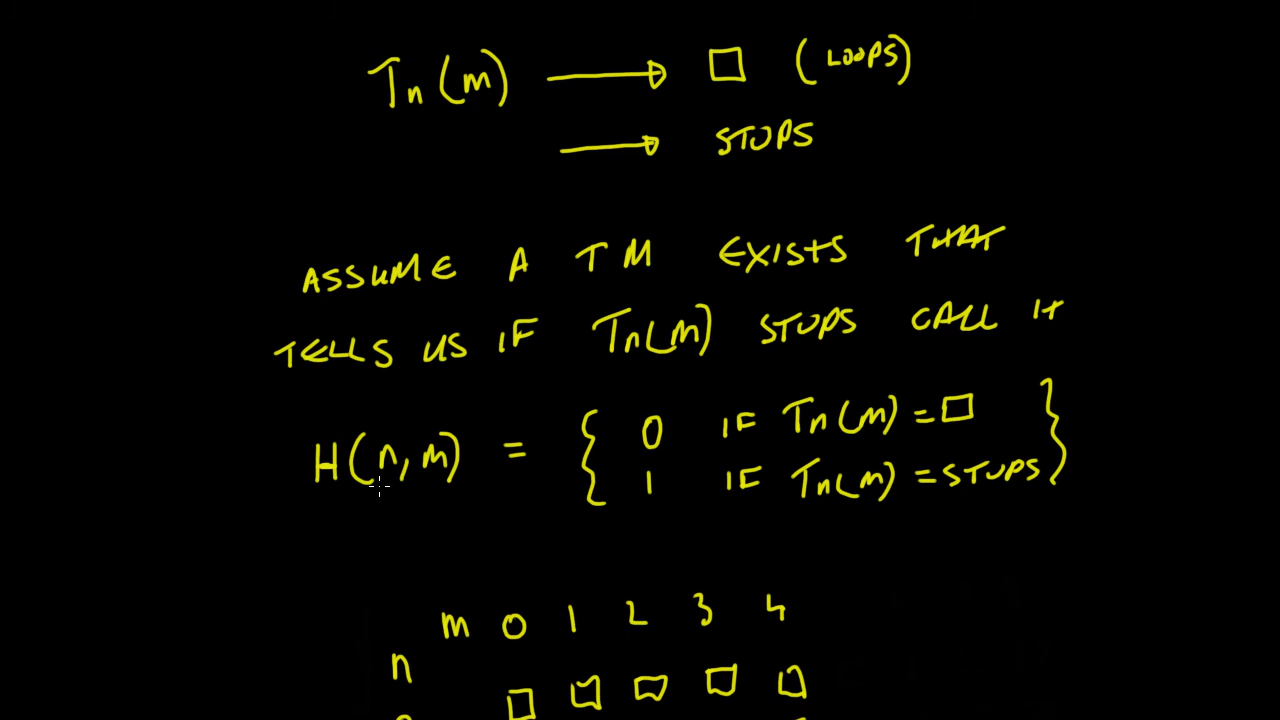 Tn(m) → □ (LOOPS)
→ STOPS
ASSUME A TM EXISTS THAT
TELLS US IF Tn(m) STOPS CALL IT
H(n,m) = { 0 IF Tn(m) = □
1 IF Tn(m) = STOPS }
m 0 1 2 3 4
n
□ □ □ □ □